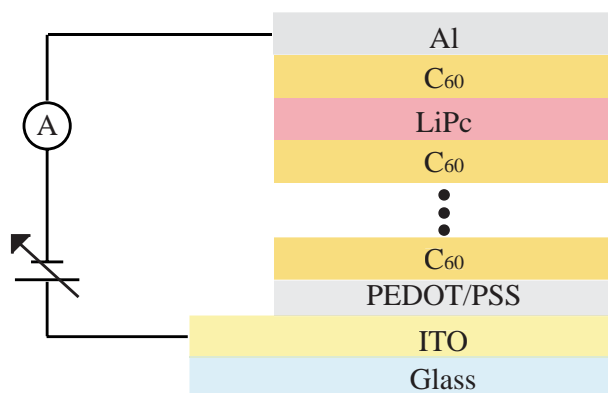 Al
C₆₀
A
LiPc
C₆₀
C₆₀
PEDOT/PSS
ITO
Glass